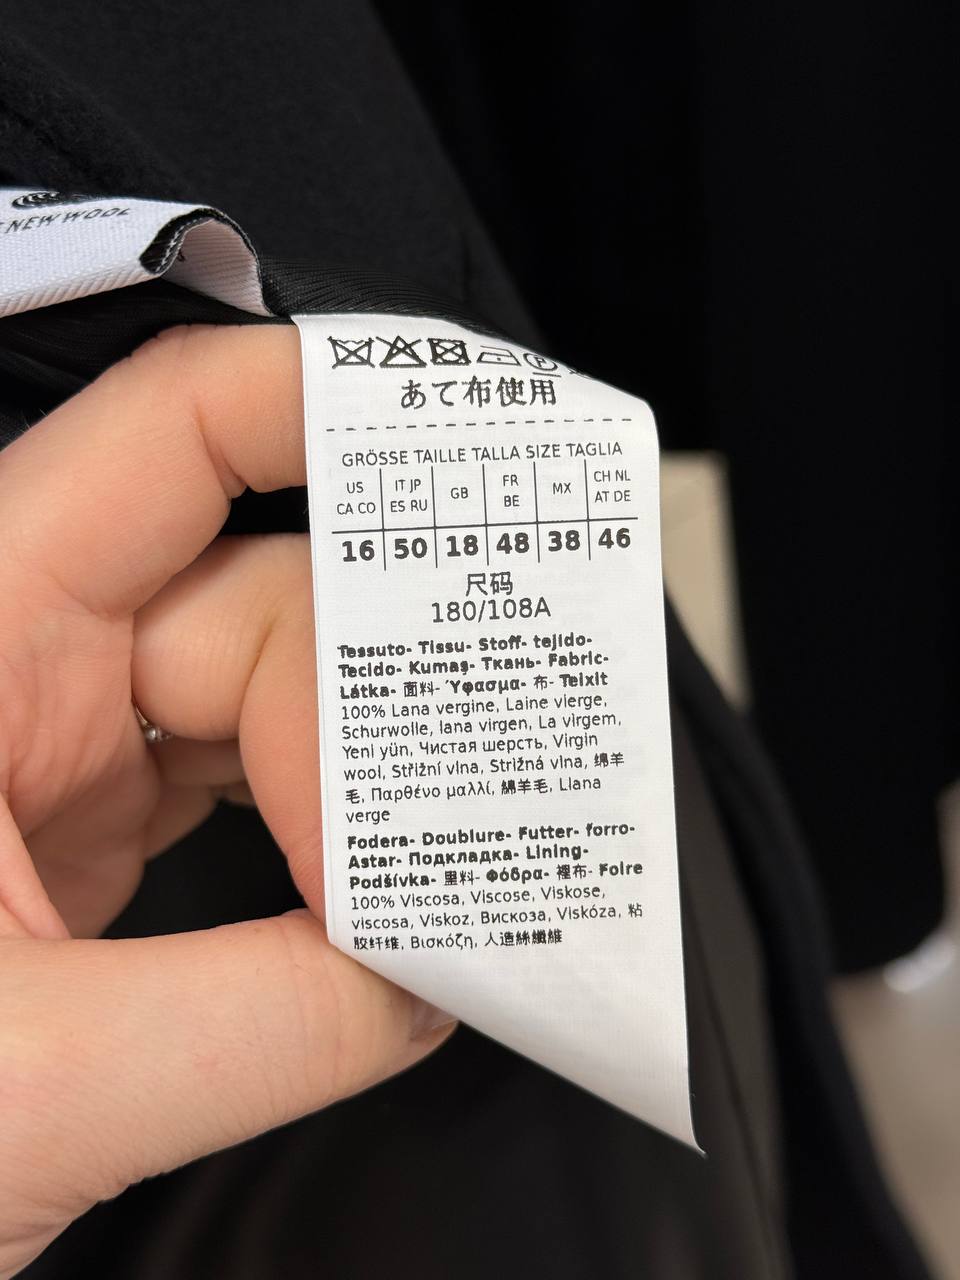 NEW WOOL
P
あて布使用
GRÖSSE TAILLE TALLA SIZE TAGLIA
US CA CO | IT JP ES RU | GB | FR BE | MX | CH NL AT DE
16 | 50 | 18 | 48 | 38 | 46
尺码
180/108A
Tessuto- Tissu- Stoff- tejido-
Tecido- Kumaş- Ткань- Fabric-
Látka- 面料- Ύφασμα- 布- Teixit
100% Lana vergine, Laine vierge,
Schurwolle, lana virgen, La virgem,
Yeni yün, Чистая шерсть, Virgin
wool, Střižní vlna, Strižná vlna, 绵羊
毛, Παρθένο μαλλί, 綿羊毛, Llana
verge
Fodera- Doublure- Futter- forro-
Astar- Подкладка- Lining-
Podšívka- 里料- Φόδρα- 裡布- Folre
100% Viscosa, Viscose, Viskose,
viscosa, Viskoz, Вискоза, Viskóza, 粘
胶纤维, Βισκόζη, 人造絲纖維